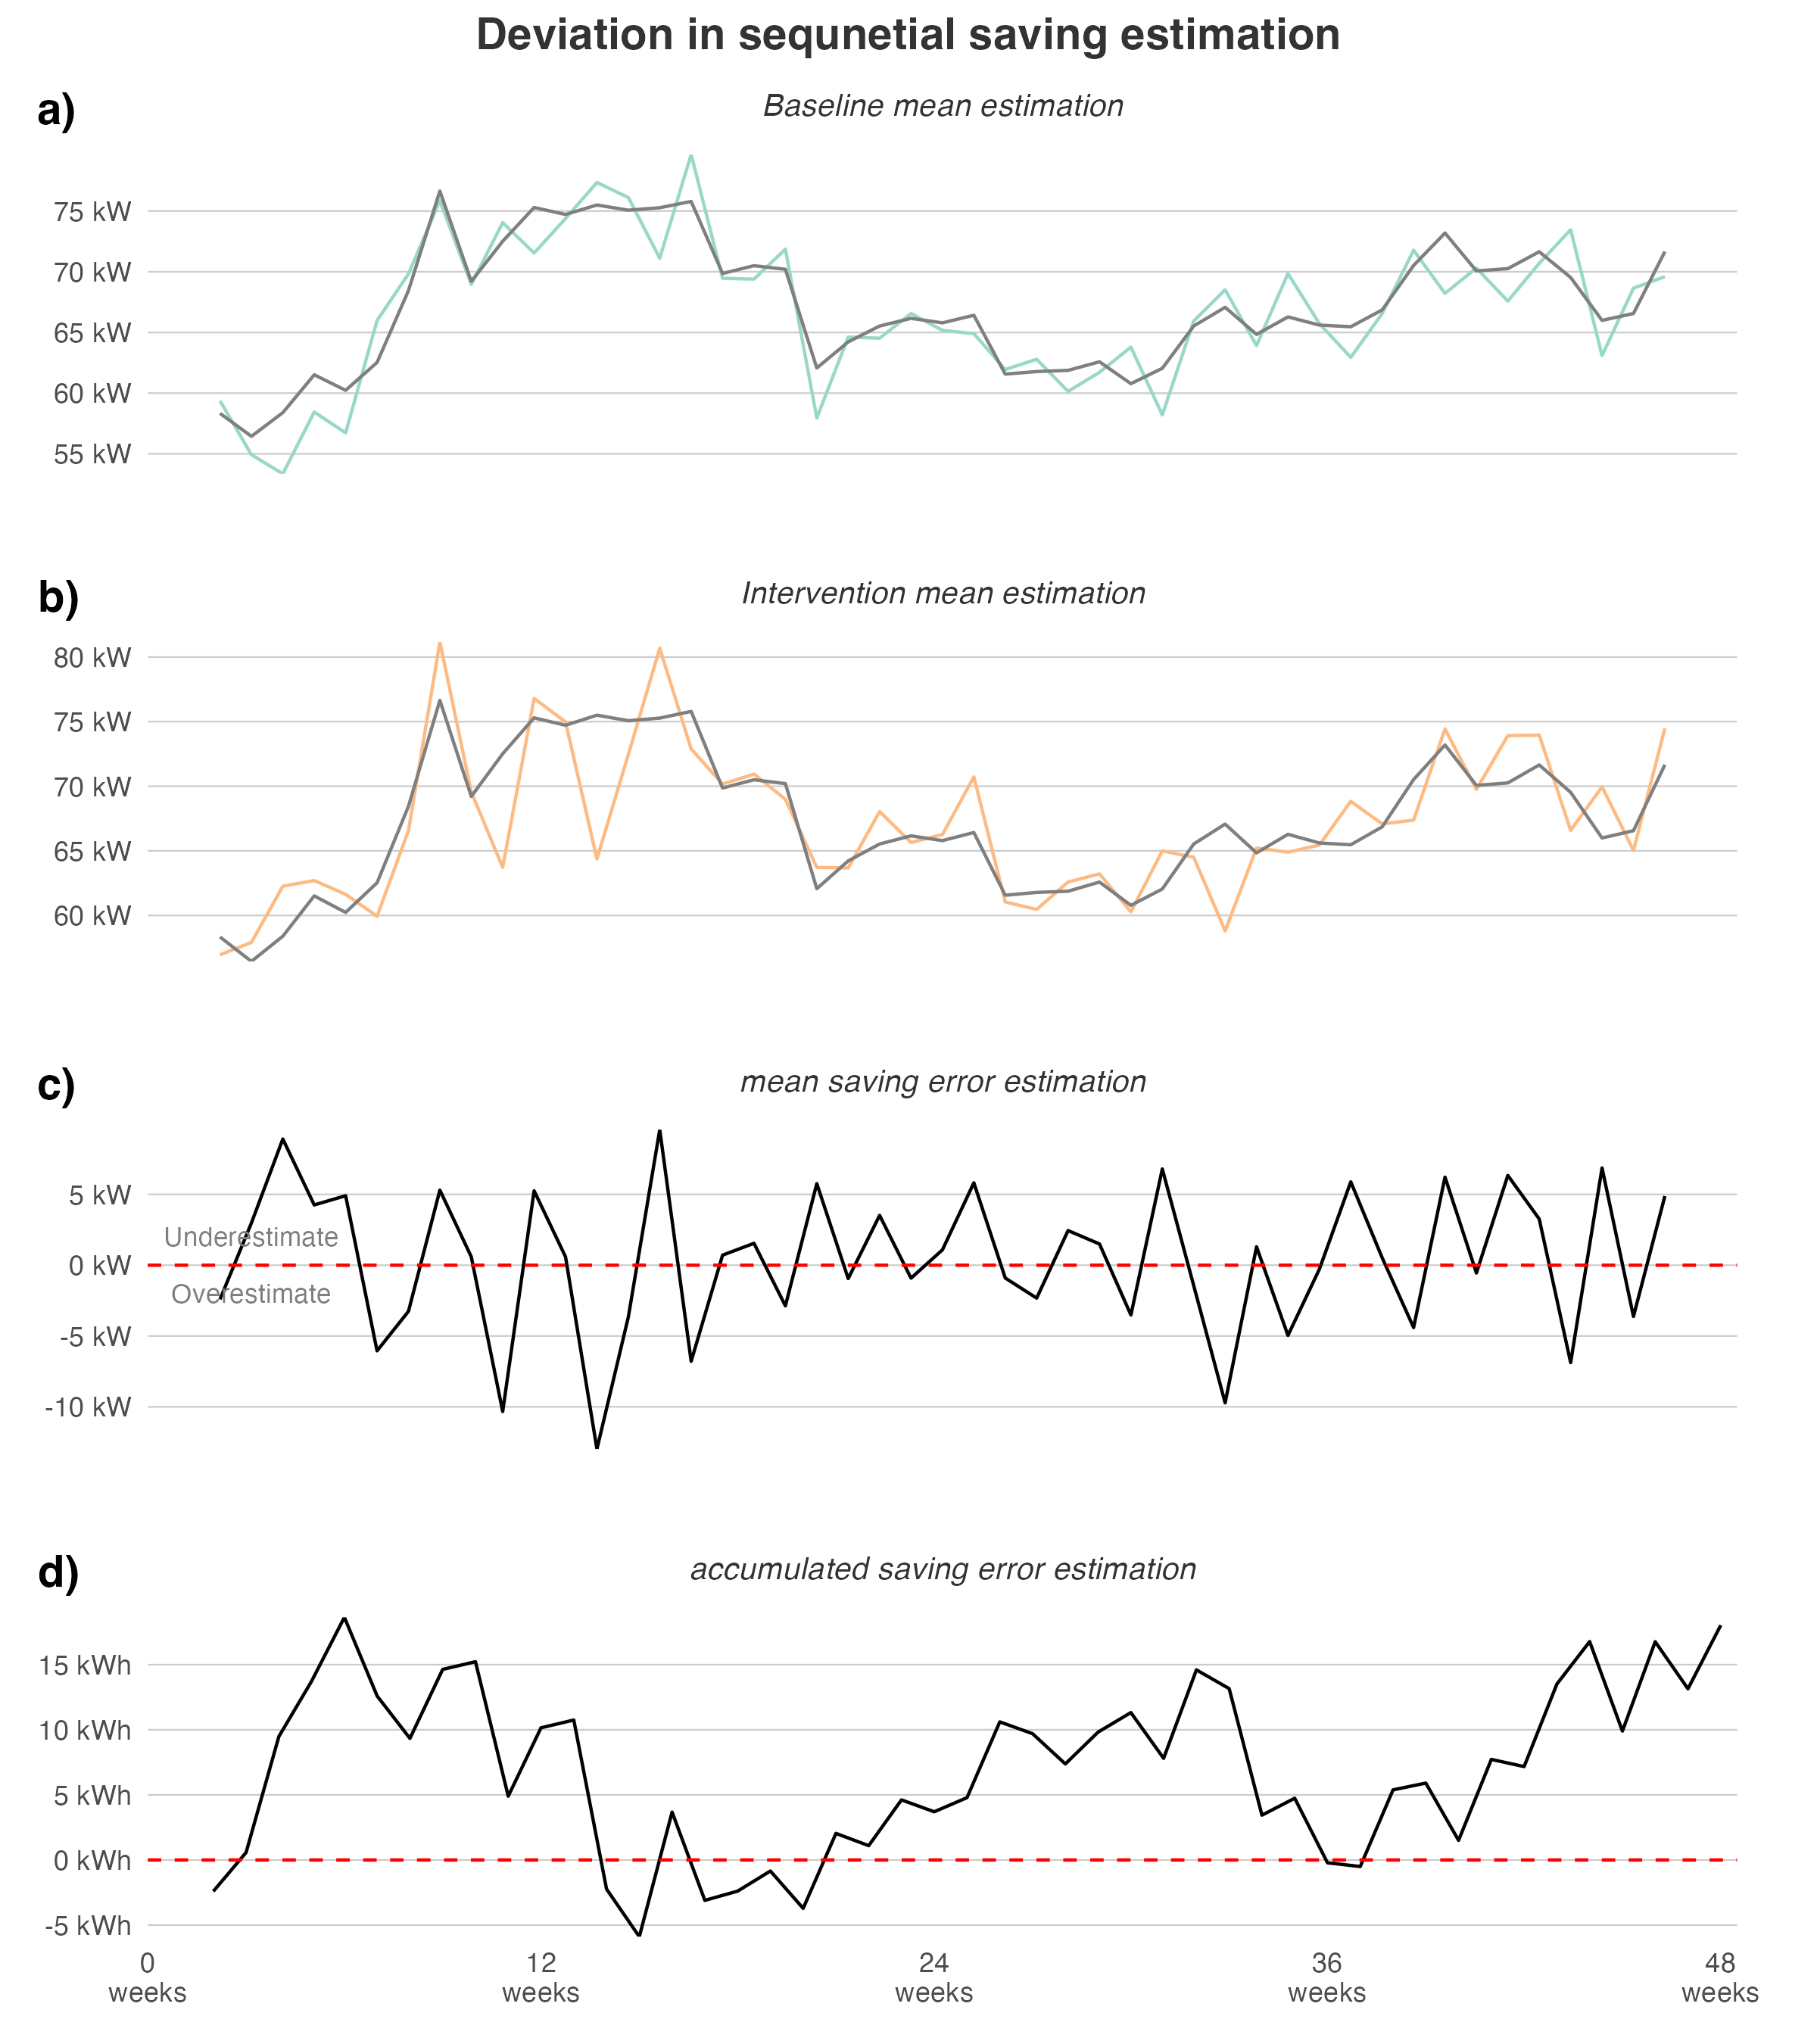 Deviation in sequnetial saving estimation
a)
Baseline mean estimation
75 kW
70 kW
65 kW
60 kW
55 kW
b)
Intervention mean estimation
80 kW
75 kW
70 kW
65 kW
60 kW
c)
mean saving error estimation
5 kW
Underestimate
0 kW
Overestimate
-5 kW
-10 kW
d)
accumulated saving error estimation
15 kWh
10 kWh
5 kWh
0 kWh
-5 kWh
0 12 24 36 48
weeks weeks weeks weeks weeks